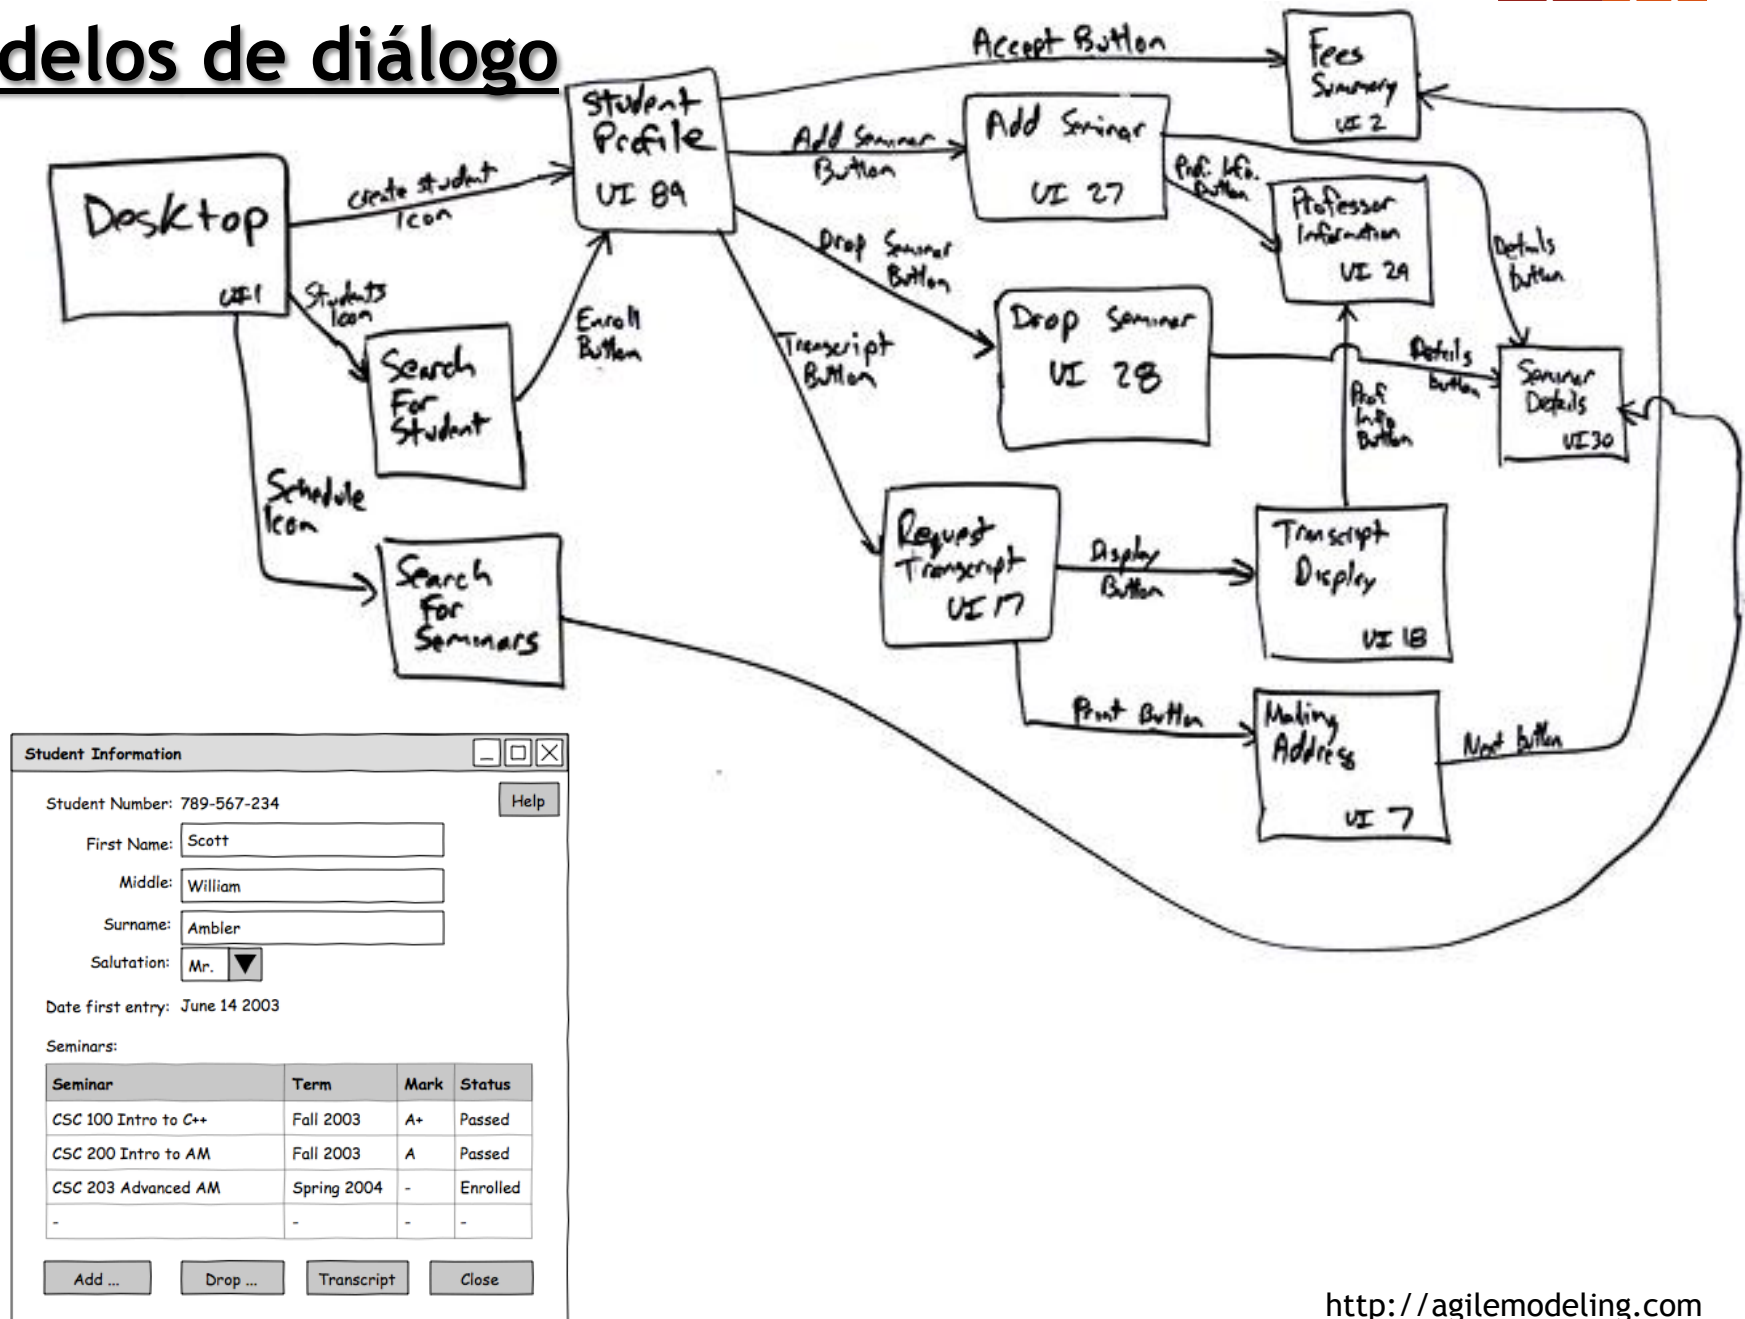 delos de diálogo
Accept Button
Fees
Summary
UI 2
Student
Profile
UI 89
Add Seminar
Button
Add Seminar
UI 27
Prof. Info.
Button
Professor
Information
UI 29
Details
Button
Desktop
UI 1
create student
Icon
Students
Icon
Search
For
Student
Enroll
Button
Drop Seminar
Button
Transcript
Button
Drop Seminar
UI 28
Details
Button
Seminar
Details
UI 30
Prof
Info
Button
Schedule
Icon
Search
For
Seminars
Request
Transcript
UI 17
Display
Button
Transcript
Display
UI 18
Print Button
Mailing
Address
UI 7
Next Button
Student Information
Help
Student Number: 789-567-234
First Name: Scott
Middle: William
Surname: Ambler
Salutation: Mr.
Date first entry: June 14 2003
Seminars:
Seminar Term Mark Status
CSC 100 Intro to C++ Fall 2003 A+ Passed
CSC 200 Intro to AM Fall 2003 A Passed
CSC 203 Advanced AM Spring 2004 - Enrolled
- - - -
Add ... Drop ... Transcript Close
http://agilemodeling.com